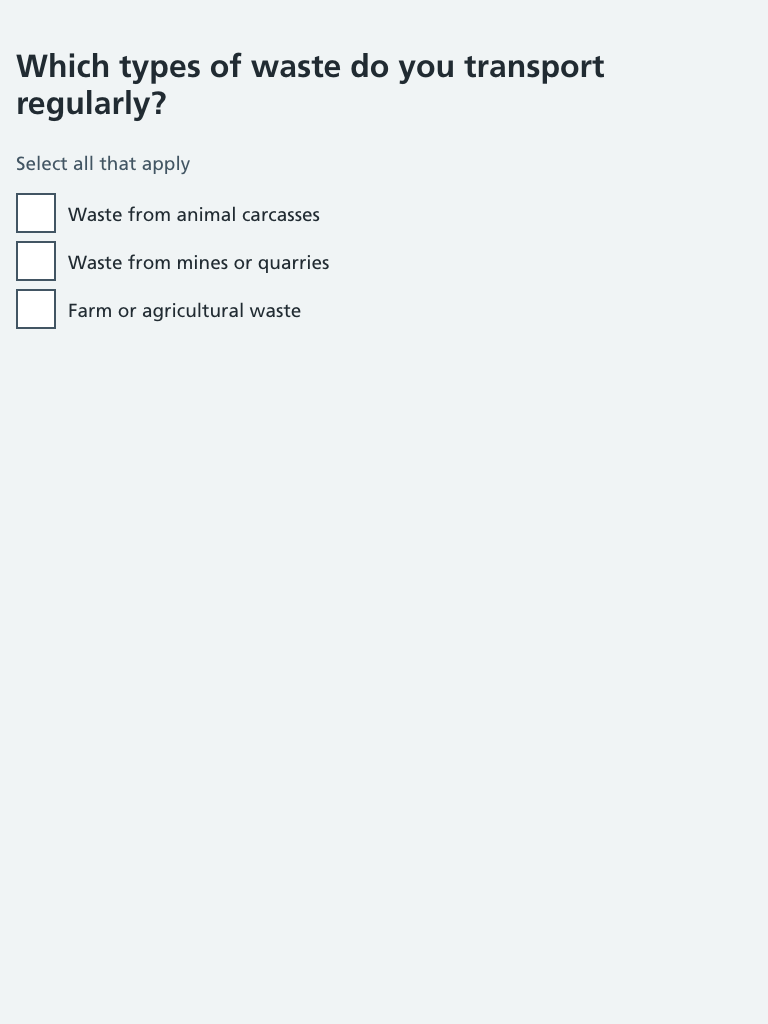 Which types of waste do you transport
regularly?
Select all that apply
Waste from animal carcasses
Waste from mines or quarries
Farm or agricultural waste